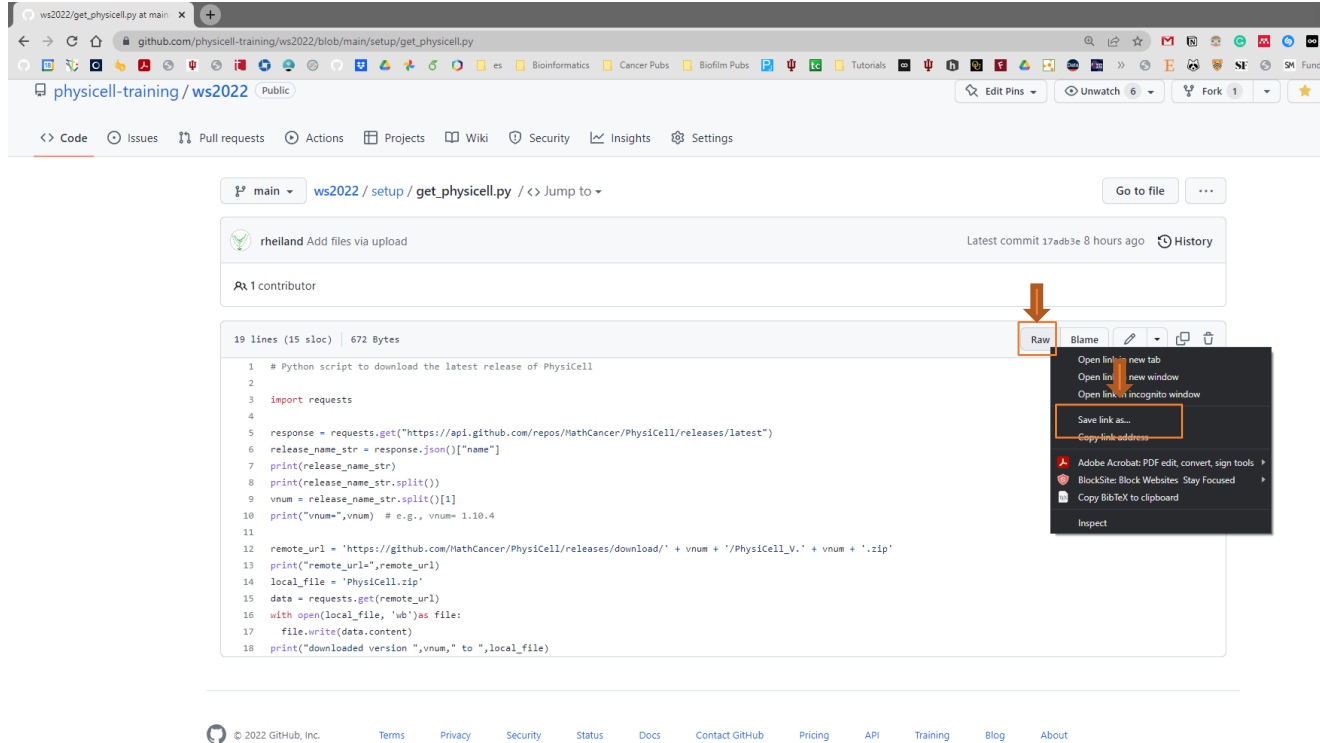 ws2022/get_physicell.py at main
github.com/physicell-training/ws2022/blob/main/setup/get_physicell.py
es Bioinformatics Cancer Pubs Biofilm Pubs Tutorials SM Fund
physicell-training / ws2022 Public
Edit Pins Unwatch 6 Fork 1
Code Issues Pull requests Actions Projects Wiki Security Insights Settings
main ws2022 / setup / get_physicell.py / <> Jump to Go to file ...
rheiland Add files via upload Latest commit 17adb3e 8 hours ago History
1 contributor
19 lines (15 sloc) 672 Bytes Raw Blame
1 # Python script to download the latest release of PhysiCell
2
3 import requests
4
5 response = requests.get("https://api.github.com/repos/MathCancer/PhysiCell/releases/latest")
6 release_name_str = response.json()["name"]
7 print(release_name_str)
8 print(release_name_str.split())
9 vnum = release_name_str.split()[1]
10 print("vnum=",vnum) # e.g., vnum= 1.10.4
11
12 remote_url = 'https://github.com/MathCancer/PhysiCell/releases/download/' + vnum + '/PhysiCell_V.' + vnum + '.zip'
13 print("remote_url=",remote_url)
14 local_file = 'PhysiCell.zip'
15 data = requests.get(remote_url)
16 with open(local_file, 'wb')as file:
17 file.write(data.content)
18 print("downloaded version ",vnum," to ",local_file)
Open link in new tab
Open link in new window
Open link in incognito window
Save link as...
Copy link address
Adobe Acrobat: PDF edit, convert, sign tools
BlockSite: Block Websites Stay Focused
Copy BibTeX to clipboard
Inspect
© 2022 GitHub, Inc. Terms Privacy Security Status Docs Contact GitHub Pricing API Training Blog About